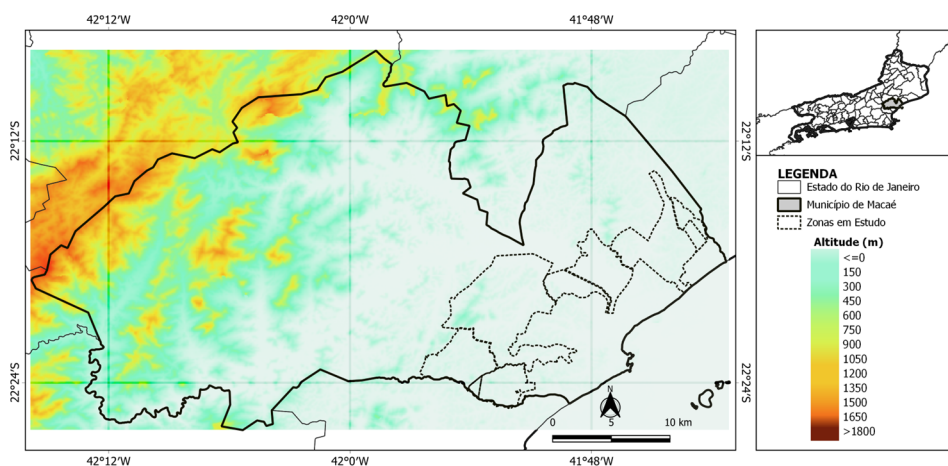 42°12'W 42°0'W 41°48'W
22°12'S 22°12'S
22°24'S 22°24'S
N
0 5 10 km
42°12'W 42°0'W 41°48'W
LEGENDA
Estado do Rio de Janeiro
Município de Macaé
Zonas em Estudo
Altitude (m)
<=0
150
300
450
600
750
900
1050
1200
1350
1500
1650
>1800